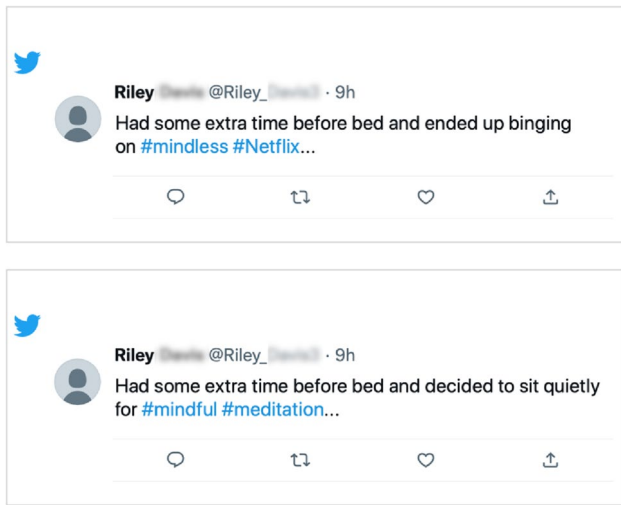 Riley @Riley_ · 9h
Had some extra time before bed and ended up binging
on #mindless #Netflix...
Riley @Riley_ · 9h
Had some extra time before bed and decided to sit quietly
for #mindful #meditation...